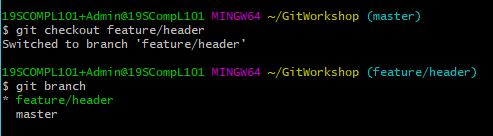 19SCOMPL101+Admin@19SCompL101 MINGW64 ~/GitWorkshop (master)
$ git checkout feature/header
Switched to branch 'feature/header'
19SCOMPL101+Admin@19SCompL101 MINGW64 ~/GitWorkshop (feature/header)
$ git branch
* feature/header
master